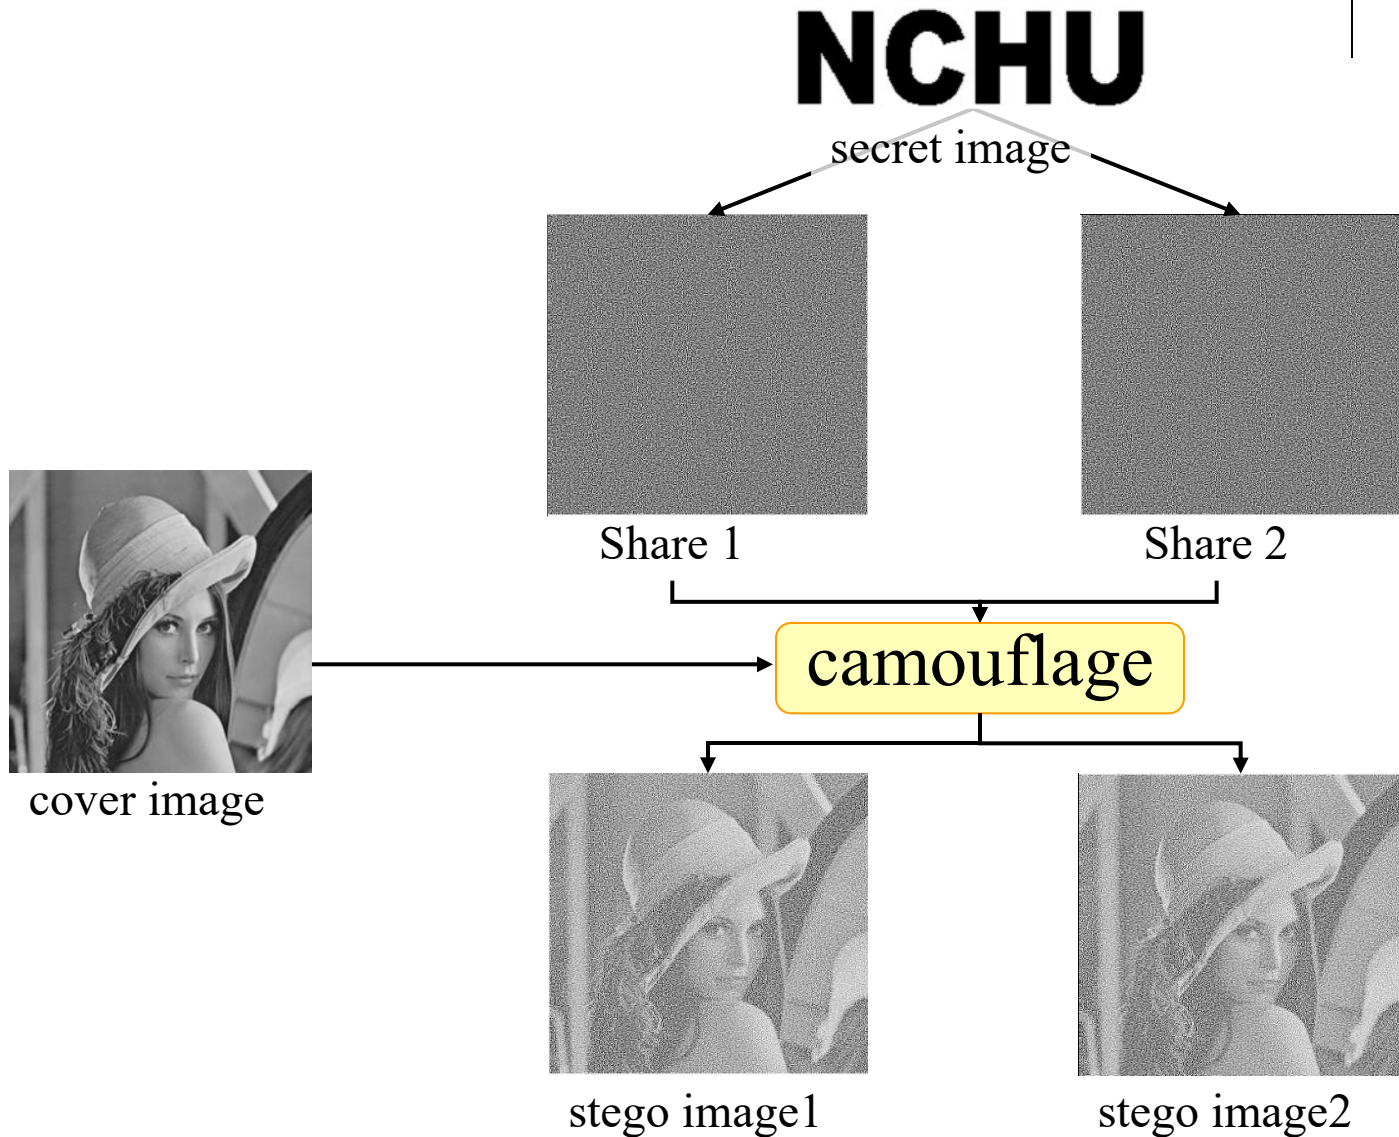 NCHU
secret image
Share 1
Share 2
camouflage
cover image
stego image1
stego image2